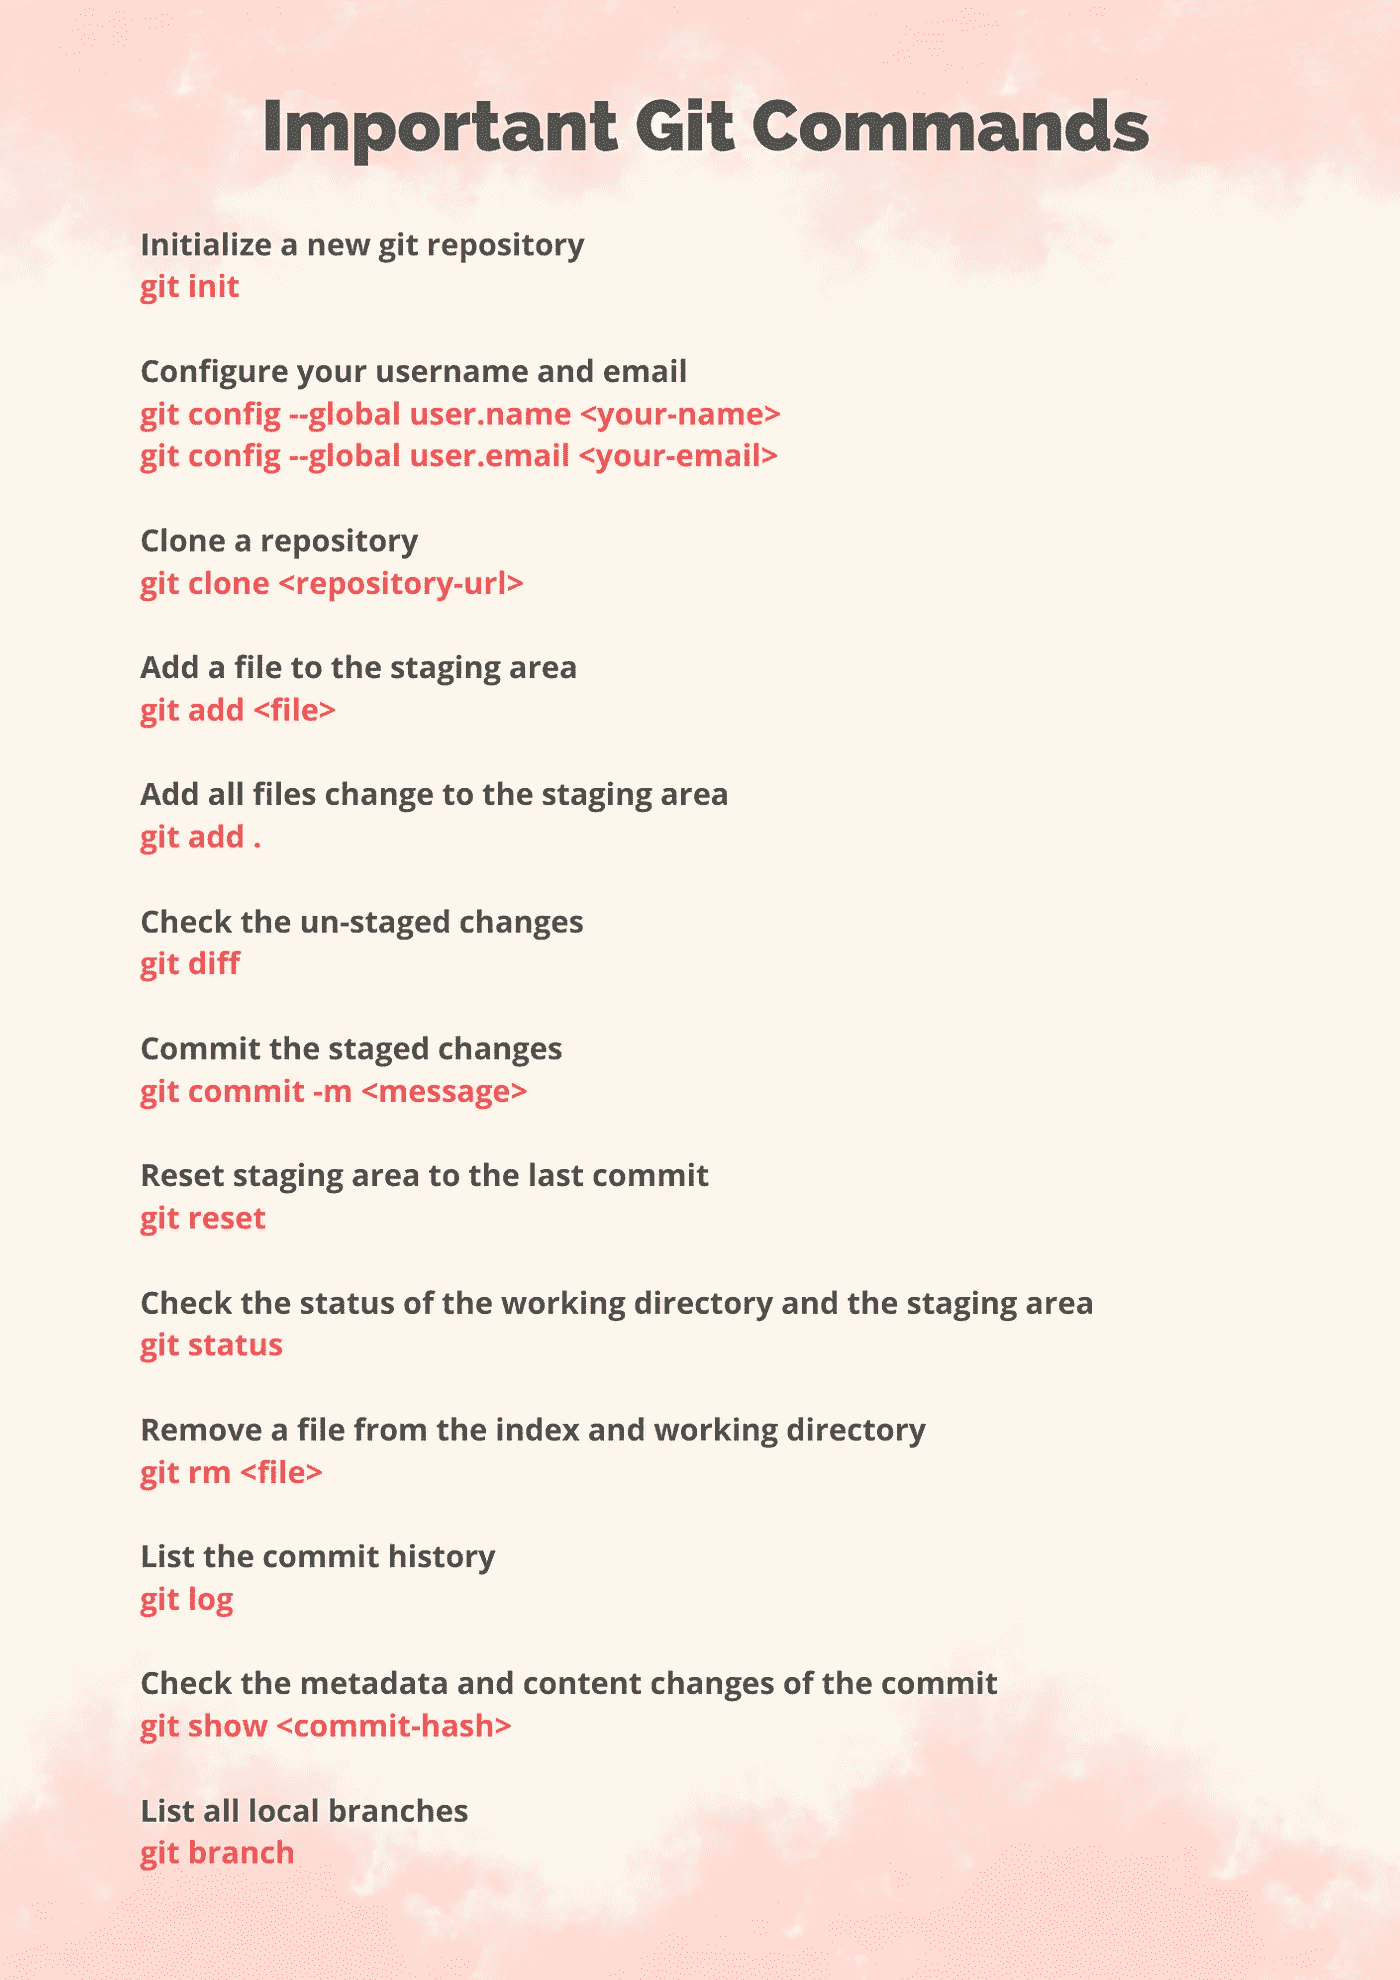 Important Git Commands
Initialize a new git repository
git init
Configure your username and email
git config --global user.name <your-name>
git config --global user.email <your-email>
Clone a repository
git clone <repository-url>
Add a file to the staging area
git add <file>
Add all files change to the staging area
git add .
Check the un-staged changes
git diff
Commit the staged changes
git commit -m <message>
Reset staging area to the last commit
git reset
Check the status of the working directory and the staging area
git status
Remove a file from the index and working directory
git rm <file>
List the commit history
git log
Check the metadata and content changes of the commit
git show <commit-hash>
List all local branches
git branch